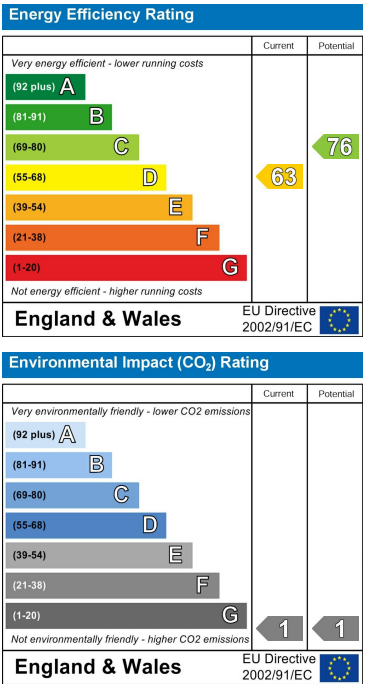 Energy Efficiency Rating
Current Potential
Very energy efficient - lower running costs
(92 plus) A
(81-91) B
(69-80) C 76
(55-68) D 63
(39-54) E
(21-38) F
(1-20) G
Not energy efficient - higher running costs
England & Wales
EU Directive
2002/91/EC
Environmental Impact (CO₂) Rating
Current Potential
Very environmentally friendly - lower CO2 emissions
(92 plus) A
(81-91) B
(69-80) C
(55-68) D
(39-54) E
(21-38) F
(1-20) G 1 1
Not environmentally friendly - higher CO2 emissions
England & Wales
EU Directive
2002/91/EC